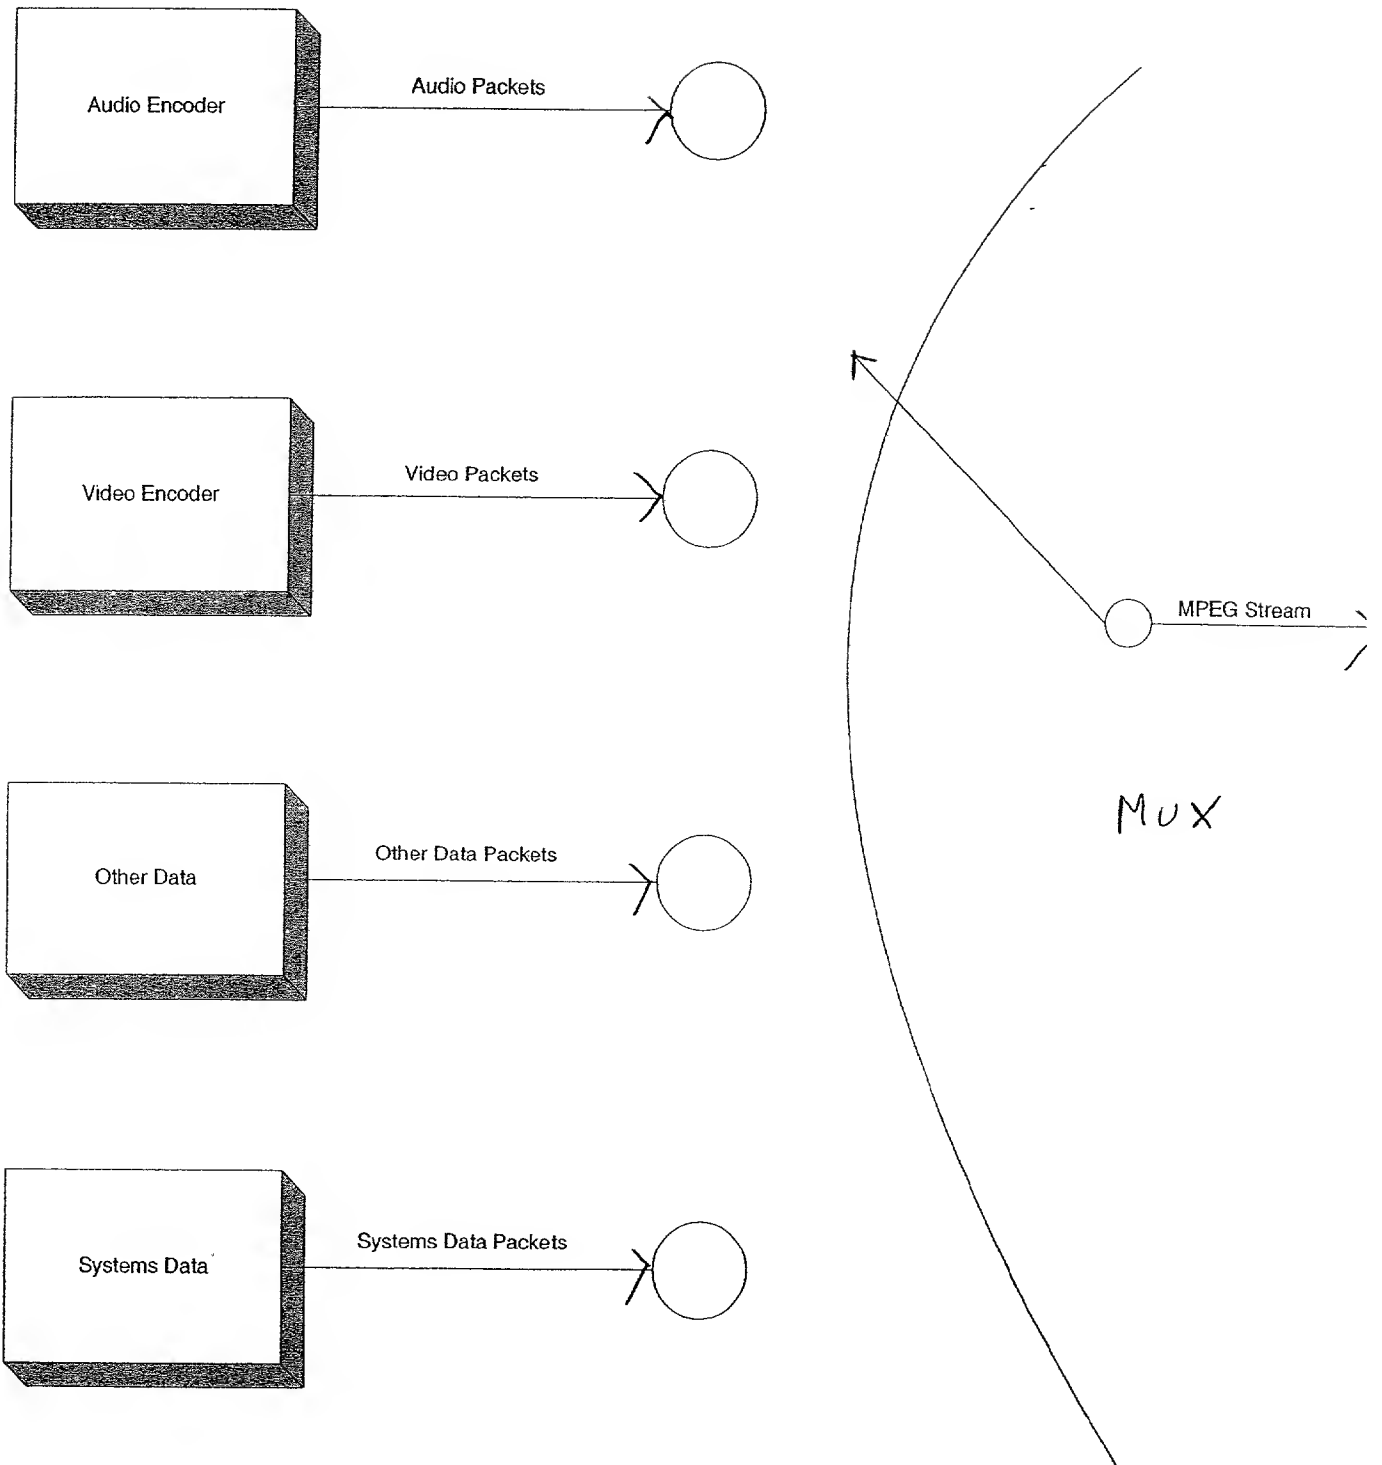 Audio Encoder
Audio Packets
Video Encoder
Video Packets
MPEG Stream
MUX
Other Data
Other Data Packets
Systems Data
Systems Data Packets